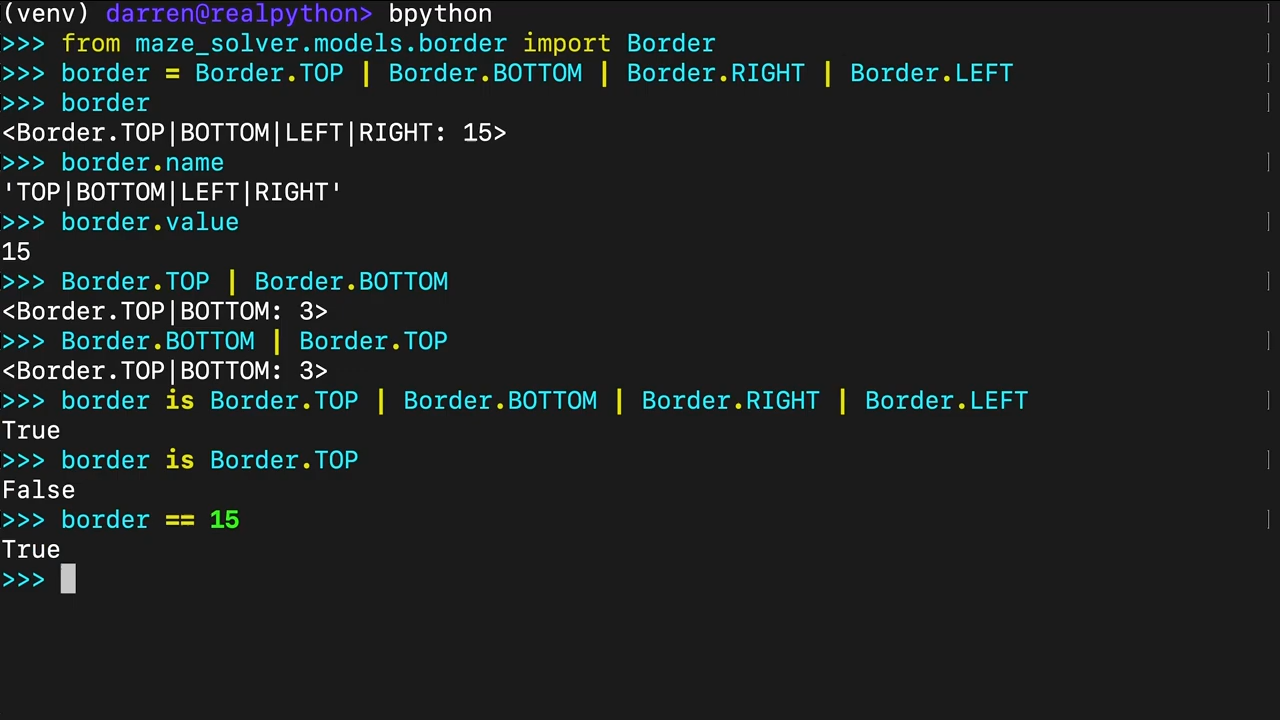 (venv) darren@realpython> bpython
>>> from maze_solver.models.border import Border
>>> border = Border.TOP | Border.BOTTOM | Border.RIGHT | Border.LEFT
>>> border
<Border.TOP|BOTTOM|LEFT|RIGHT: 15>
>>> border.name
'TOP|BOTTOM|LEFT|RIGHT'
>>> border.value
15
>>> Border.TOP | Border.BOTTOM
<Border.TOP|BOTTOM: 3>
>>> Border.BOTTOM | Border.TOP
<Border.TOP|BOTTOM: 3>
>>> border is Border.TOP | Border.BOTTOM | Border.RIGHT | Border.LEFT
True
>>> border is Border.TOP
False
>>> border == 15
True
>>>